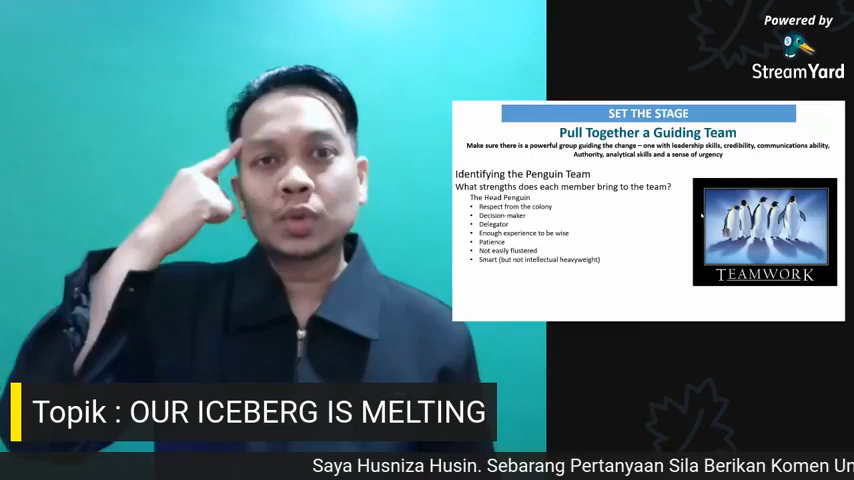 Powered by
StreamYard
SET THE STAGE
Pull Together a Guiding Team
Make sure there is a powerful group guiding the change – one with leadership skills, credibility, communications ability,
Authority, analytical skills and a sense of urgency
Identifying the Penguin Team
What strengths does each member bring to the team?
The Head Penguin
• Respect from the colony
• Decision-maker
• Delegator
• Enough experience to be wise
• Patience
• Not easily flustered
• Smart (but not intellectual heavyweight)
TEAMWORK
Topik : OUR ICEBERG IS MELTING
Saya Husniza Husin. Sebarang Pertanyaan Sila Berikan Komen Un